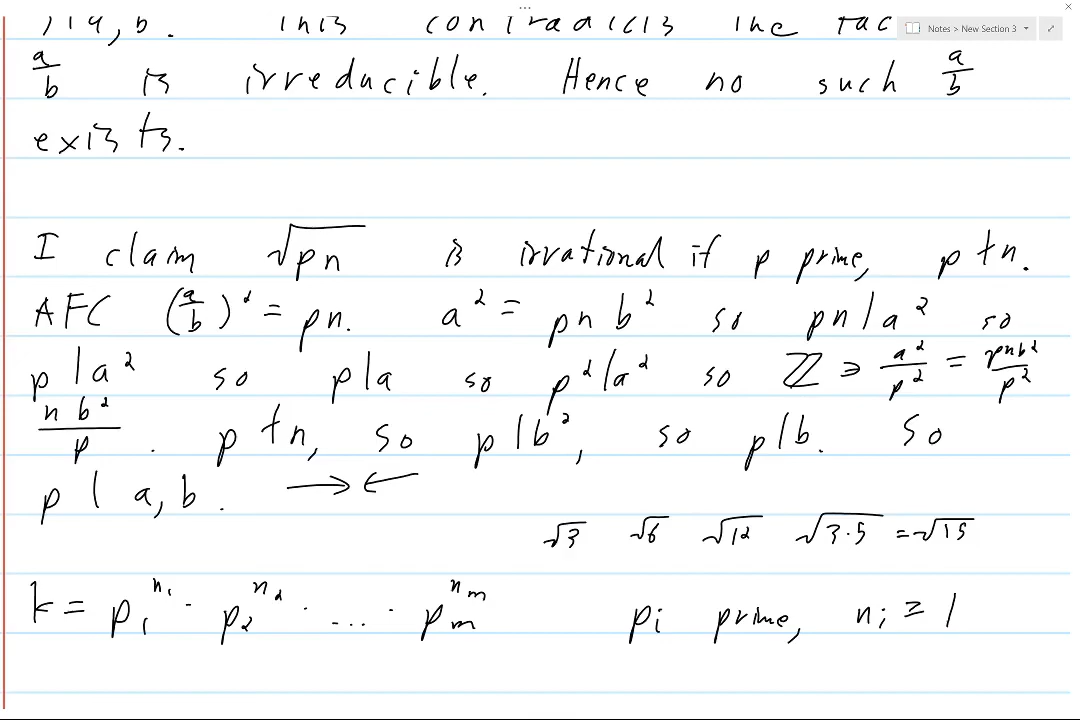 Notes > New Section 3
, b. This contradicts the
a/b is irreducible. Hence no such a/b
exists.
I claim √pn is irrational if p prime, p ∤ n.
AFC (a/b)² = pn. a² = pnb² so pn|a² so
p|a² so p|a so p²|a² so ℤ ∋ a²/p² = pnb²/p²
nb²/p . p ∤ n, so p|b², so p|b. So
p | a, b. →←
√3 √6 √12 √3·5 = √15
k = p₁^n₁ · p₂^n₂ · ... · pₘ^nₘ pᵢ prime, nᵢ ≥ 1